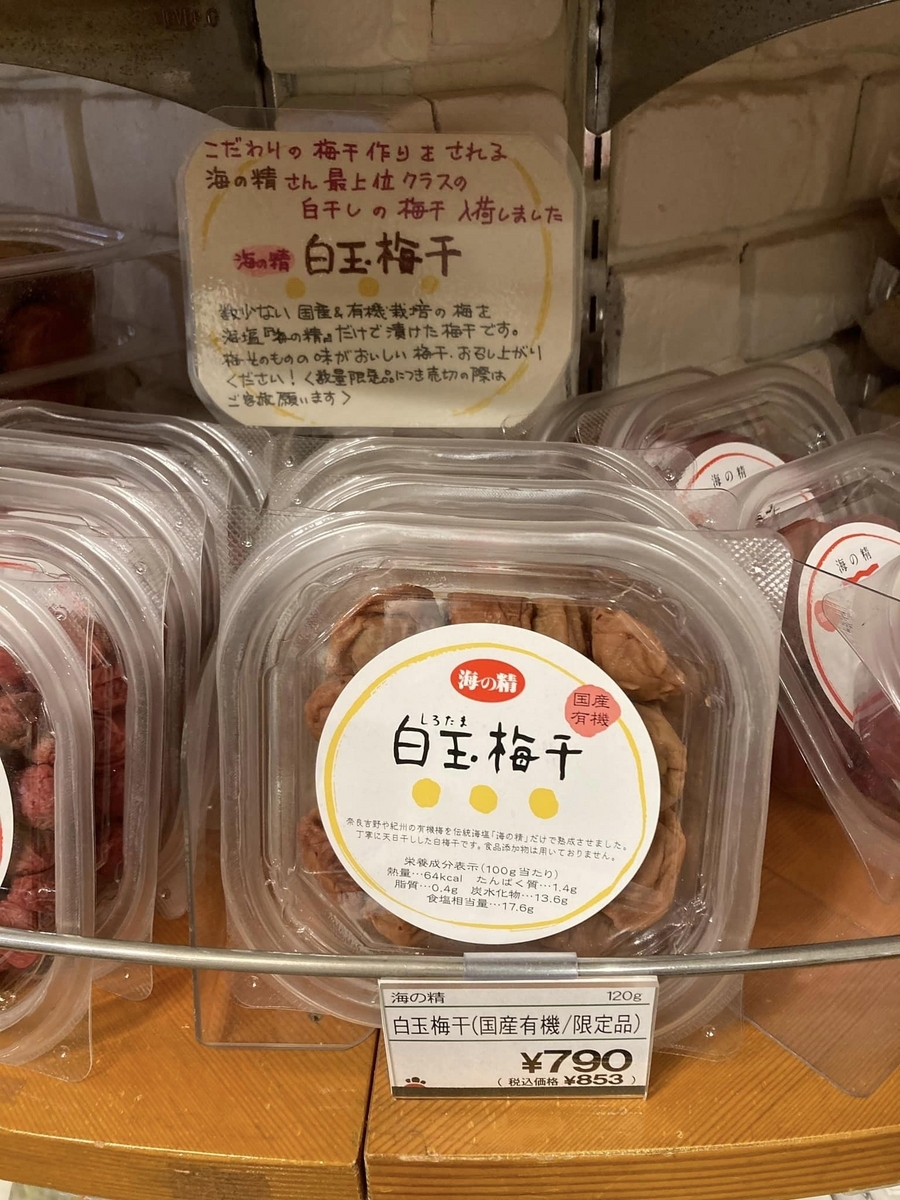 こだわりの 梅干作りをされる
海の精さん最上位クラスの
白干しの梅干入荷しました
海の精 白玉梅干
数少ない国産&有機栽培の梅を
海塩『海の精』だけで漬けた梅干です。
梅そのものの味がおいしい梅干、お召し上がり
ください!〈数量限定品につき売切の際は
ご容赦願います〉
海の精
海の精
海の精
国産
有機
しろたま
白玉梅干
奈良吉野や紀州の有機梅を伝統海塩「海の精」だけで熟成させました。
丁寧に天日干しした白梅干です。食品添加物は用いておりません。
栄養成分表示(100g当たり)
熱量…64kcal たんぱく質…1.4g
脂質…0.4g 炭水化物…13.6g
食塩相当量…17.6g
海の精 120g
白玉梅干(国産有機/限定品)
¥790
(税込価格 ¥853)